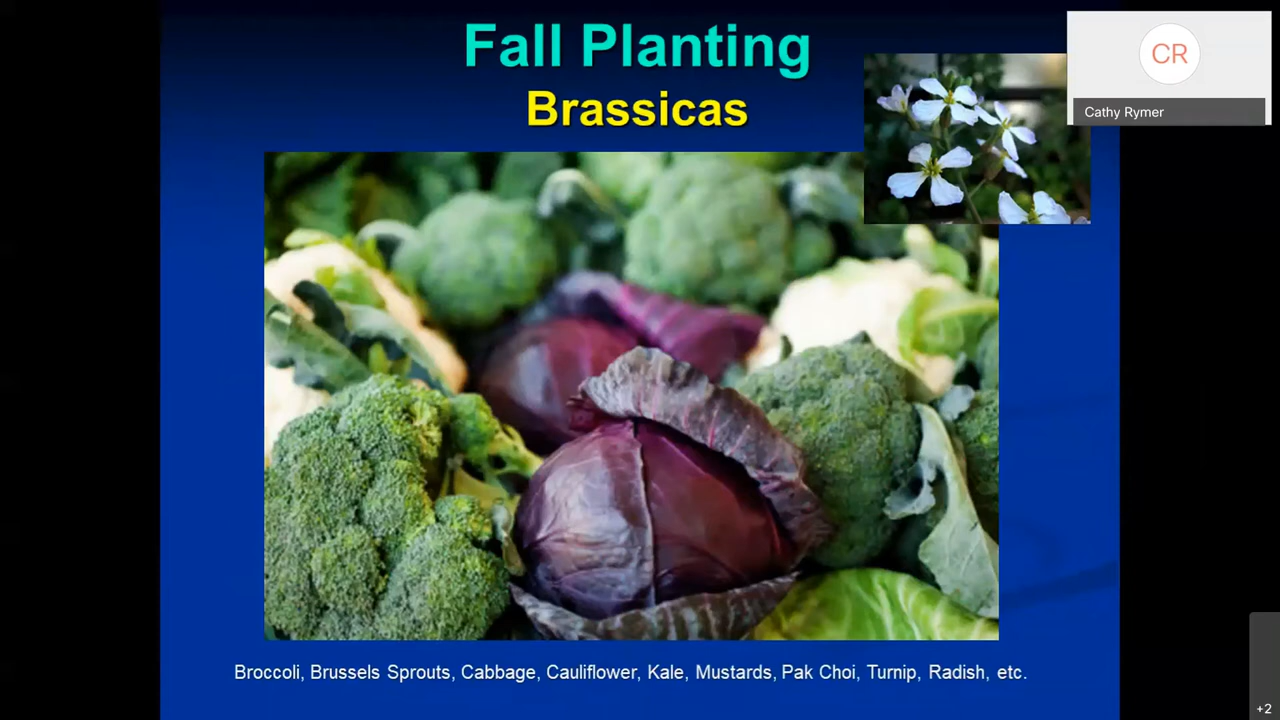 Fall Planting
Brassicas
CR
Cathy Rymer
Broccoli, Brussels Sprouts, Cabbage, Cauliflower, Kale, Mustards, Pak Choi, Turnip, Radish, etc.
+2